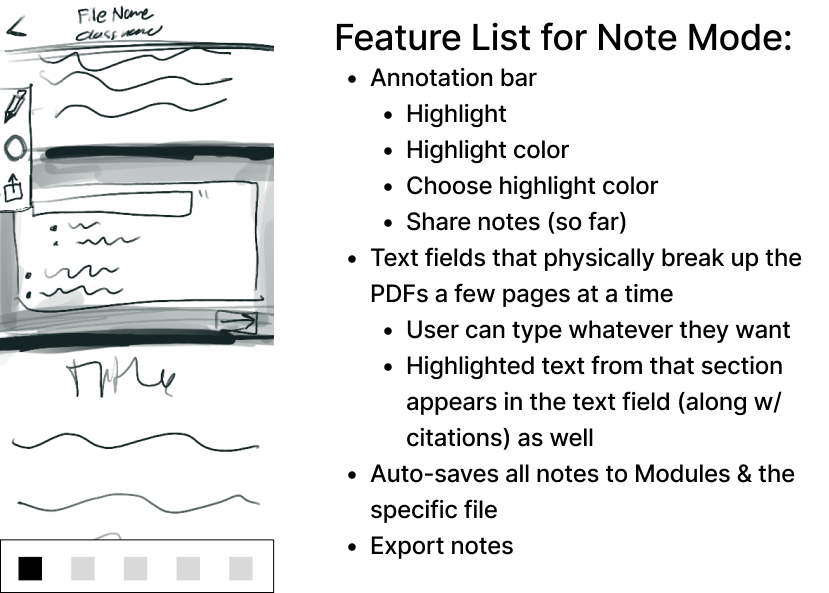 File Name
class name
Feature List for Note Mode:
• Annotation bar
• Highlight
• Highlight color
• Choose highlight color
• Share notes (so far)
• Text fields that physically break up the
PDFs a few pages at a time
• User can type whatever they want
• Highlighted text from that section
appears in the text field (along w/
citations) as well
• Auto-saves all notes to Modules & the
specific file
• Export notes
Title